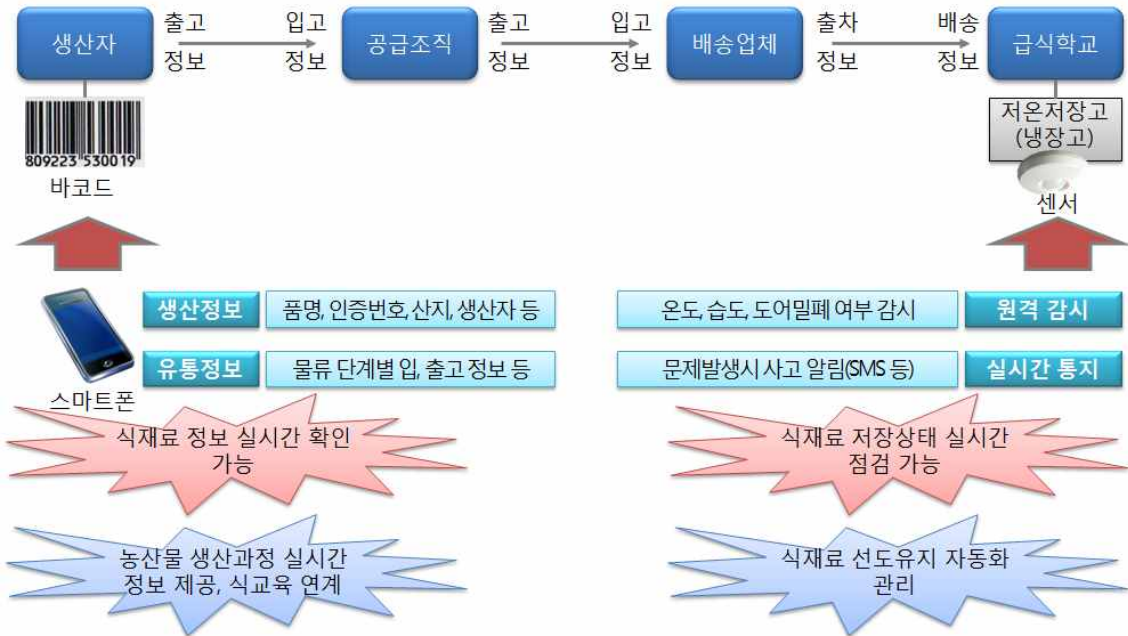 생산자
출고
정보
입고
정보
공급조직
출고
정보
입고
정보
배송업체
출차
정보
배송
정보
급식학교
809223 530019
바코드
저온저장고
(냉장고)
센서
스마트폰
생산정보
품명, 인증번호, 산지, 생산자 등
유통정보
물류 단계별 입, 출고 정보 등
온도, 습도, 도어밀폐 여부 감시
원격 감시
문제발생시 사고 알림(SMS 등)
실시간 통지
식재료 정보 실시간 확인
가능
식재료 저장상태 실시간
점검 가능
농산물 생산과정 실시간
정보 제공, 식교육 연계
식재료 선도유지 자동화
관리